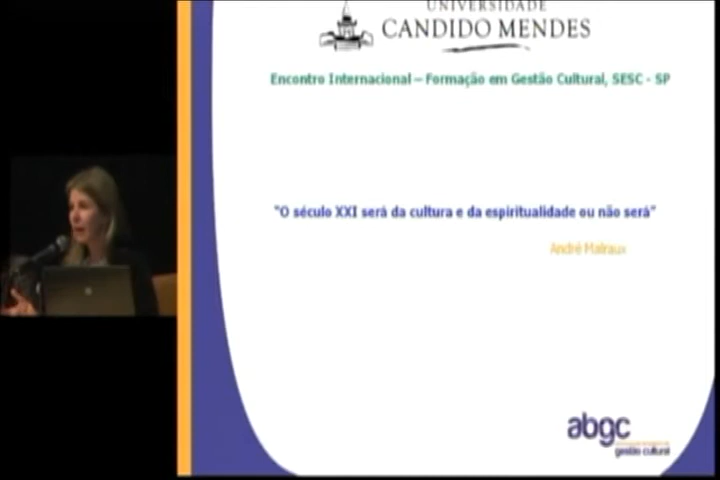 UNIVERSIDADE
CANDIDO MENDES
Encontro Internacional – Formação em Gestão Cultural, SESC - SP
"O século XXI será da cultura e da espiritualidade ou não será"
André Malraux
abgc
gestão cultural